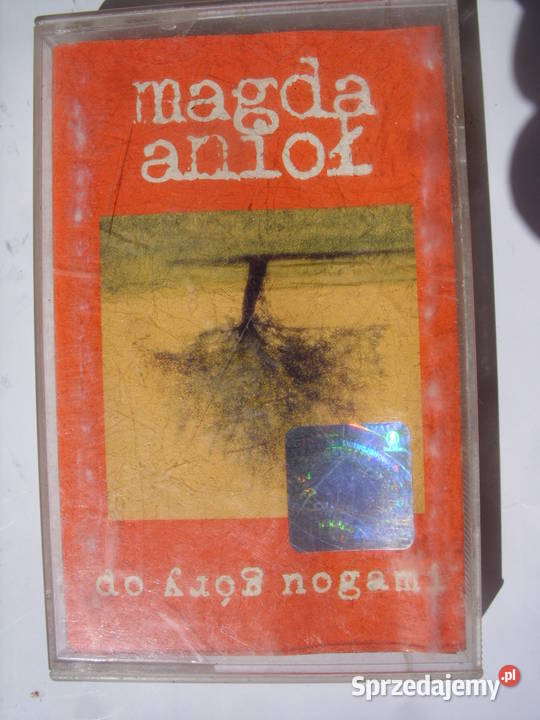 magda
anioł
do góry nogami
Sprzedajemy.pl